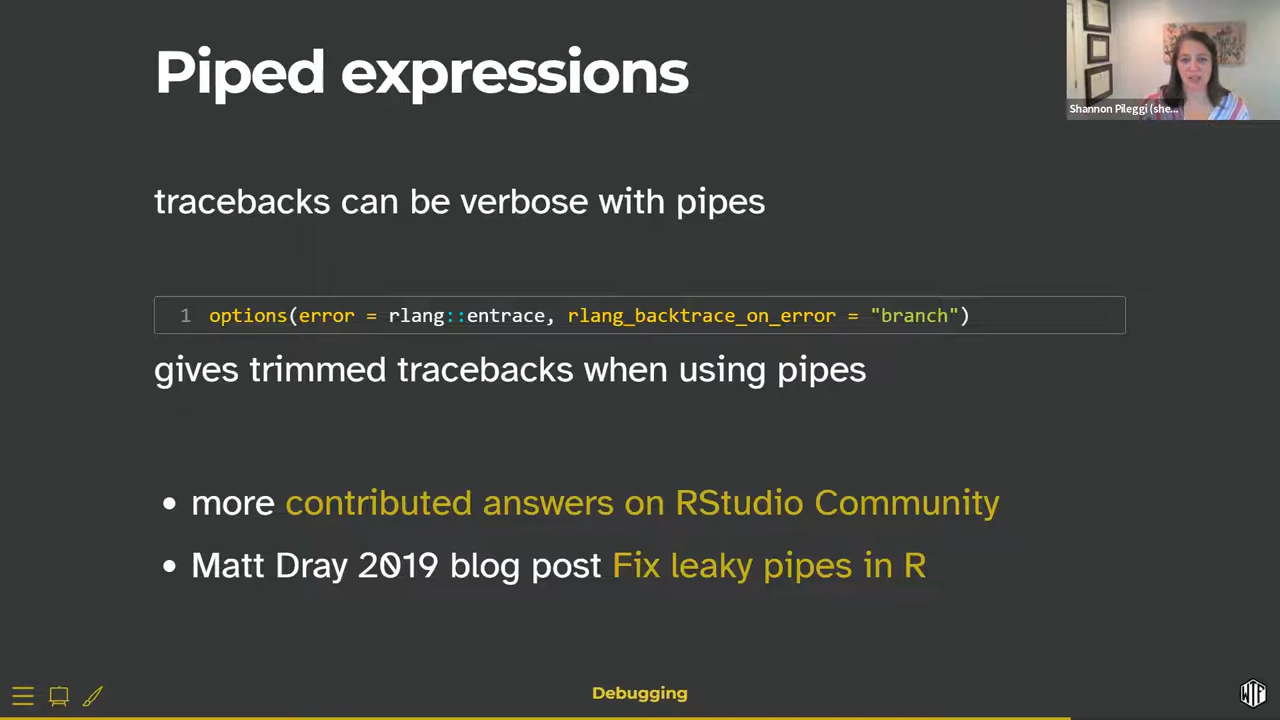 Piped expressions
Shannon Pileggi (she...
tracebacks can be verbose with pipes
1 options(error = rlang::entrace, rlang_backtrace_on_error = "branch")
gives trimmed tracebacks when using pipes
• more contributed answers on RStudio Community
• Matt Dray 2019 blog post Fix leaky pipes in R
Debugging
WTF